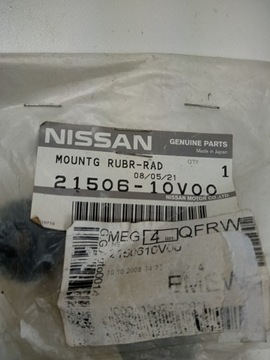 NISSAN
GENUINE PARTS
Made in Japan
MOUNTG RUBR-RAD
QTY
08/05/21
1
21506-10V00
NISSAN MOTOR CO.,LTD.
MEG 4 QFRW
2150610V00